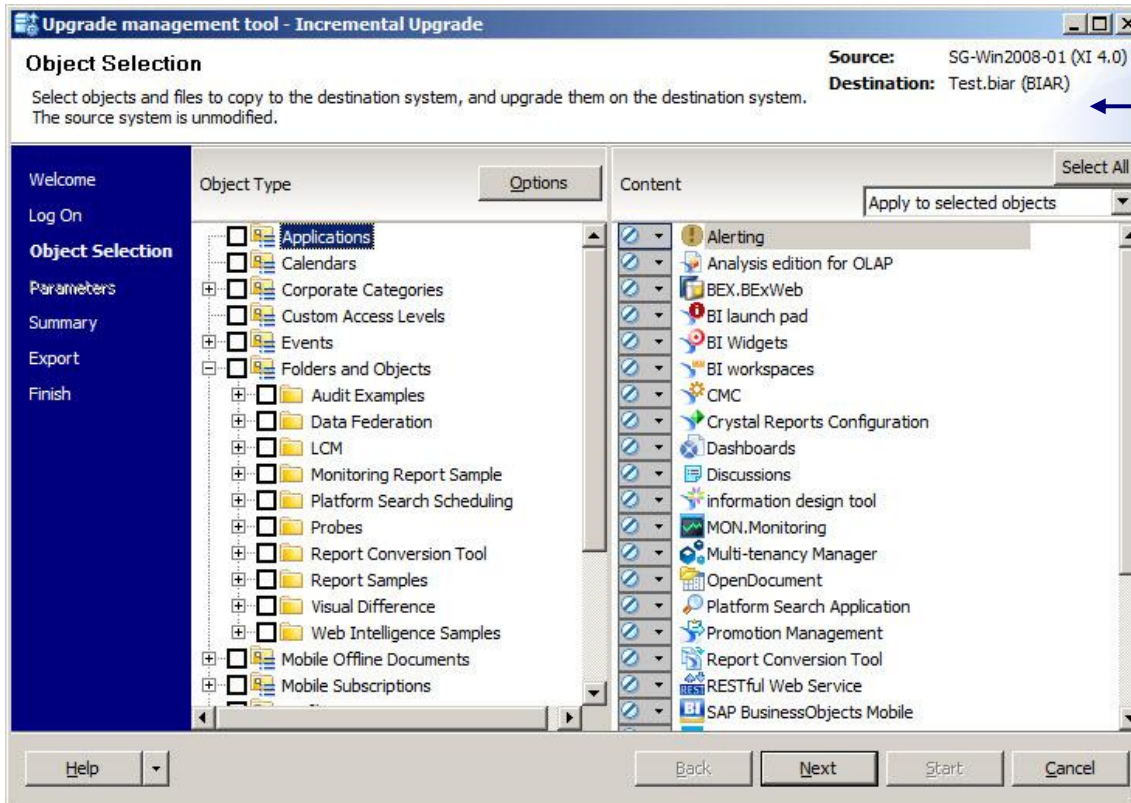 Upgrade management tool - Incremental Upgrade
Object Selection
Select objects and files to copy to the destination system, and upgrade them on the destination system.
The source system is unmodified.
Source: SG-Win2008-01 (XI 4.0)
Destination: Test.biar (BIAR)
Welcome
Log On
Object Selection
Parameters
Summary
Export
Finish
Object Type
Options
Applications
Calendars
Corporate Categories
Custom Access Levels
Events
Folders and Objects
Audit Examples
Data Federation
LCM
Monitoring Report Sample
Platform Search Scheduling
Probes
Report Conversion Tool
Report Samples
Visual Difference
Web Intelligence Samples
Mobile Offline Documents
Mobile Subscriptions
Content
Select All
Apply to selected objects
Alerting
Analysis edition for OLAP
BEX.BExWeb
BI launch pad
BI Widgets
BI workspaces
CMC
Crystal Reports Configuration
Dashboards
Discussions
information design tool
MON.Monitoring
Multi-tenancy Manager
OpenDocument
Platform Search Application
Promotion Management
Report Conversion Tool
RESTful Web Service
SAP BusinessObjects Mobile
Help
Back
Next
Start
Cancel